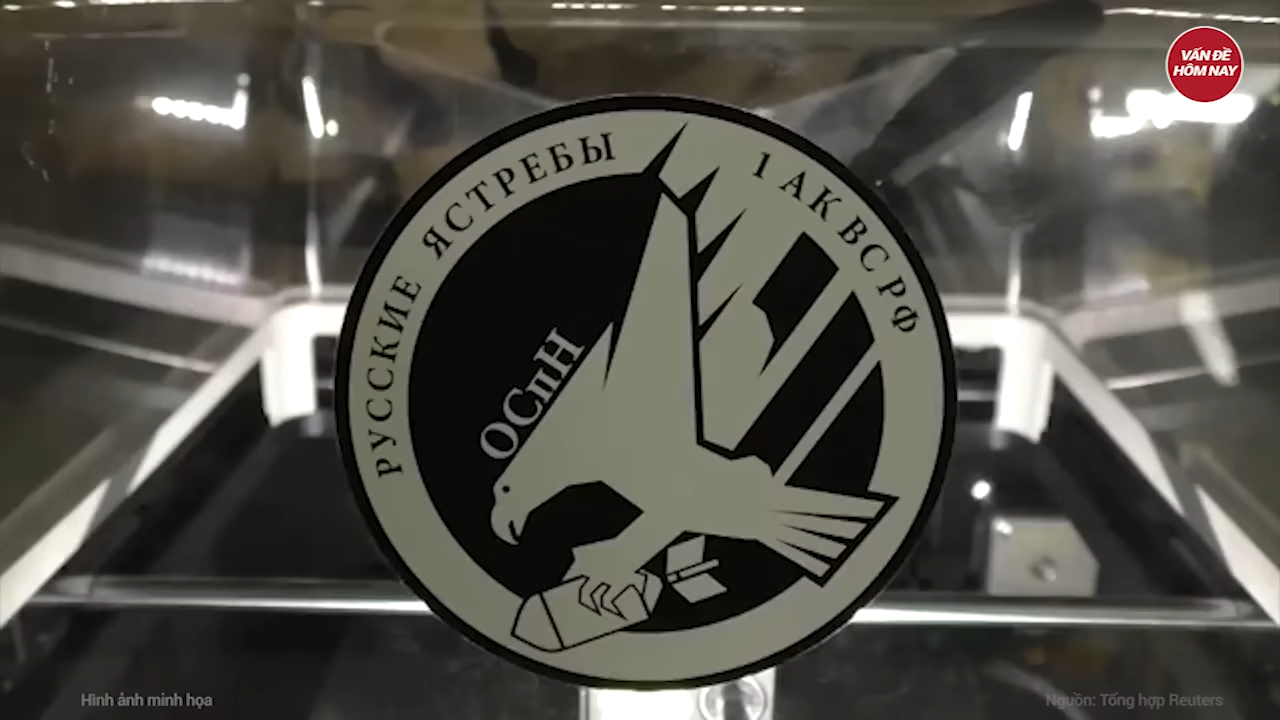 VẤN ĐỀ
HÔM NAY
РУССКИЕ ЯСТРЕБЫ
1 АК ВС РФ
ОСпН
Hình ảnh minh họa
Nguồn: Tổng hợp Reuters